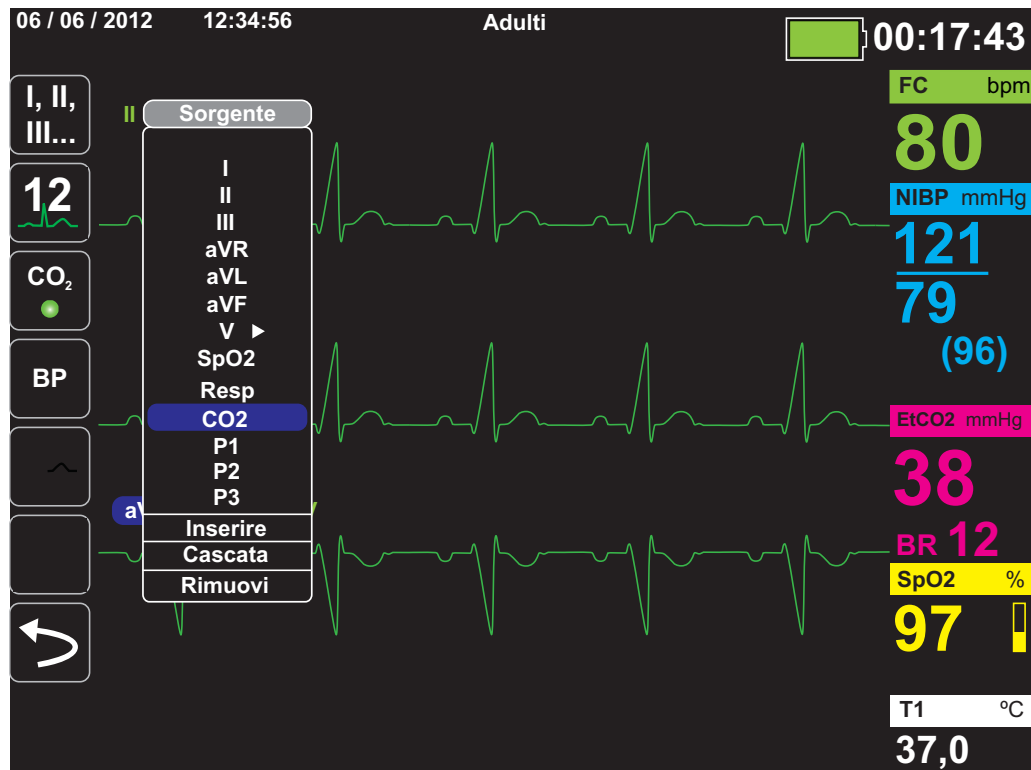 06 / 06 / 2012 12:34:56 Adulti 00:17:43
I, II,
III...
12
CO₂
BP
II
Sorgente
I
II
III
aVR
aVL
aVF
V ▶
SpO2
Resp
CO2
P1
P2
P3
Inserire
Cascata
Rimuovi
FC bpm
80
NIBP mmHg
121
79
(96)
EtCO2 mmHg
38
BR 12
SpO2 %
97
T1 ºC
37,0